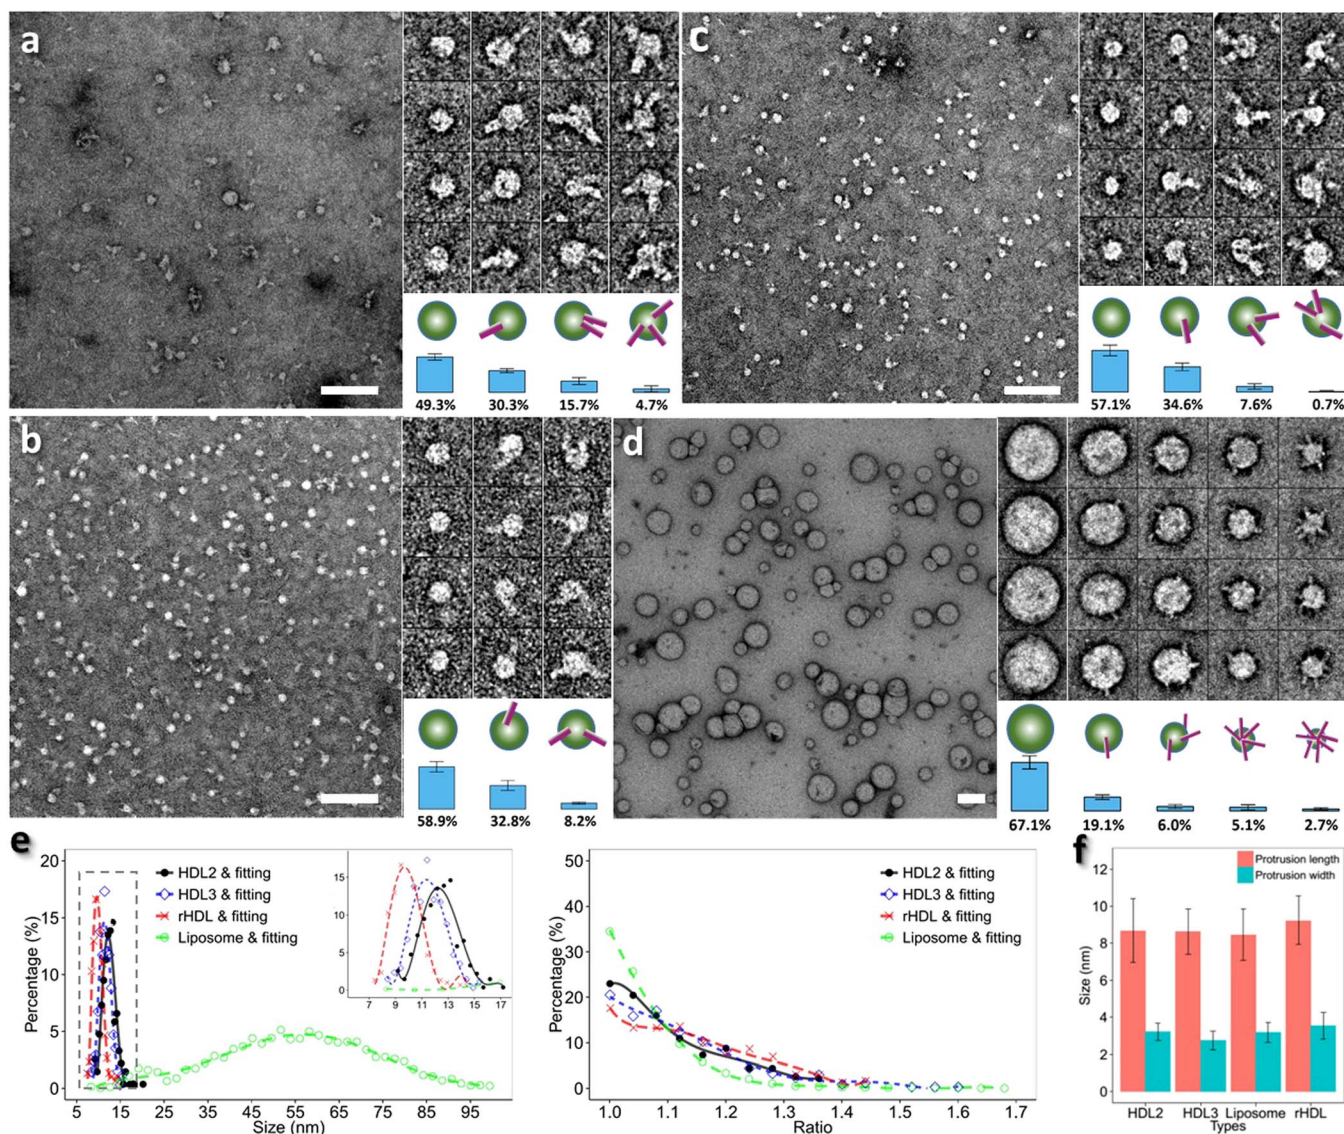 a
49.3% 30.3% 15.7% 4.7%
c
57.1% 34.6% 7.6% 0.7%
b
58.9% 32.8% 8.2%
d
67.1% 19.1% 6.0% 5.1% 2.7%
e
20
15
10
5
0
Percentage (%)
5 15 25 35 45 55 65 75 85 95
Size (nm)
HDL2 & fitting
HDL3 & fitting
rHDL & fitting
Liposome & fitting
15
10
5
0
7 9 11 13 15 17
50
40
30
20
10
0
Percentage (%)
1.0 1.1 1.2 1.3 1.4 1.5 1.6 1.7
Ratio
HDL2 & fitting
HDL3 & fitting
rHDL & fitting
Liposome & fitting
f
Protrusion length
Protrusion width
12
10
8
6
4
2
0
Size (nm)
HDL2 HDL3 Liposome rHDL
Types